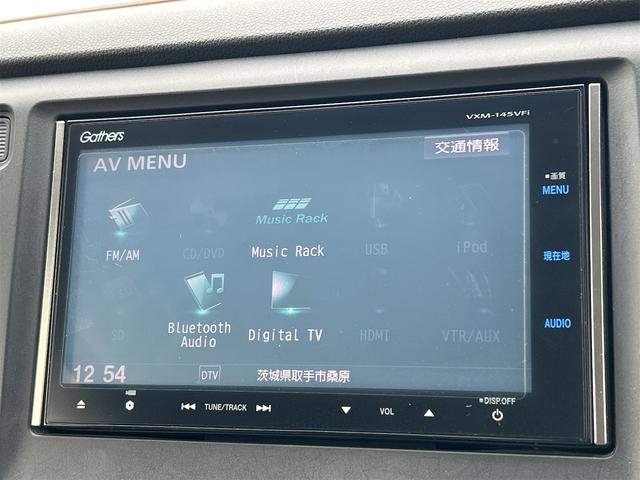 Gathers
VXM-145VFi
AV MENU
交通情報
画質
MENU
Music Rack
FM/AM
CD/DVD
Music Rack
USB
iPod
現在地
SD
Bluetooth
Audio
Digital TV
HDMI
VTR/AUX
AUDIO
12 54
DTV
茨城県取手市桑原
TUNE/TRACK
VOL
DISP.OFF